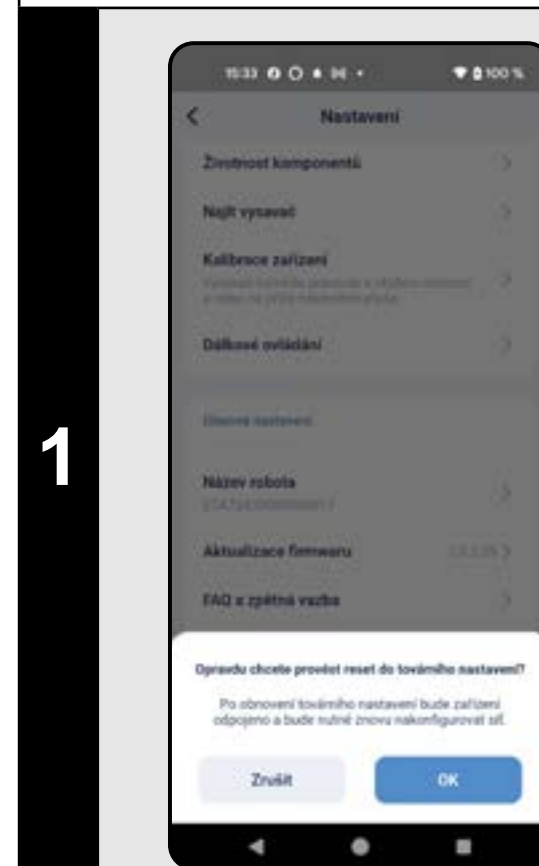 1
15:33 100 %
Nastavení
Životnost komponentů
Najít vysavač
Kalibrace zařízení
Dálkové ovládání
Obecné nastavení
Název robota
Aktualizace firmwaru
FAQ a zpětná vazba
Opravdu chcete provést reset do továrního nastavení?
Po obnovení továrního nastavení bude zařízení
odpojeno a bude nutné znovu nakonfigurovat síť.
Zrušit OK